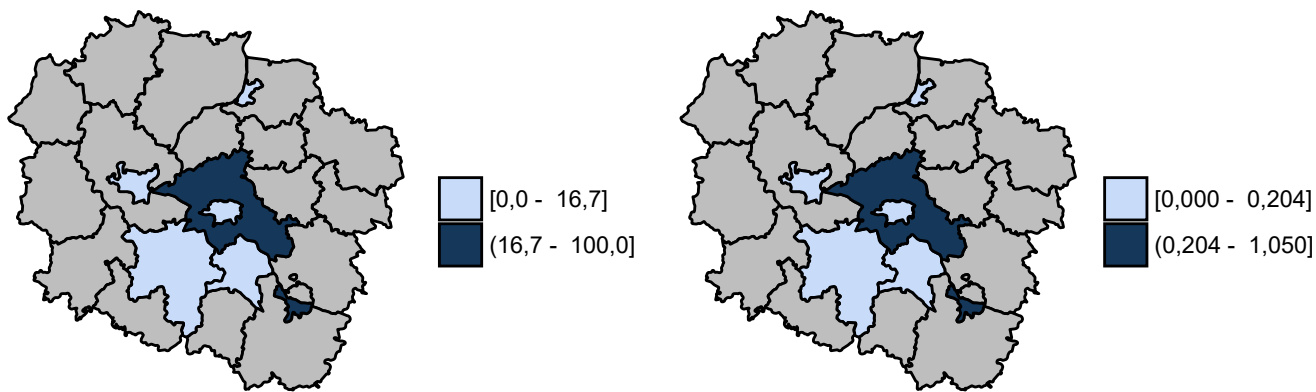 [0,0 -  16,7]
(16,7 -  100,0]
[0,000 -  0,204]
(0,204 -  1,050]